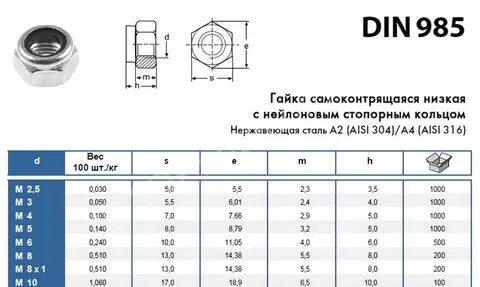 DIN 985
d
m
h
s
e
Гайка самоконтрящаяся низкая
с нейлоновым стопорным кольцом
Нержавеющая сталь А2 (AISI 304)/А4 (AISI 316)
d Вес 100 шт./кг s e m h
M 2,5 0,030 5,0 5,5 2,3 3,5 1000
M 3 0,050 5,5 6,01 2,4 4,0 1000
M 4 0,100 7,0 7,66 2,9 5,0 1000
M 5 0,140 8,0 8,79 3,2 5,0 1000
M 6 0,240 10,0 11,05 4,0 6,0 500
M 8 0,510 13,0 14,38 5,5 8,0 200
M 8 x 1 0,510 13,0 14,38 5,5 8,0 100
M 10 1,060 17,0 18,9 6,5 10,0 100